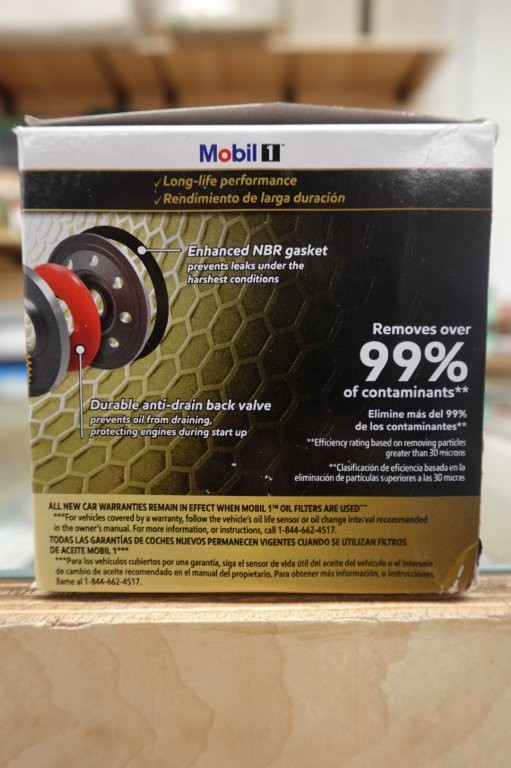 Mobil 1™
✓Long-life performance
✓Rendimiento de larga duración
Enhanced NBR gasket
prevents leaks under the
harshest conditions
Removes over
99%
of contaminants**
Elimine más del 99%
de los contaminantes**
**Efficiency rating based on removing particles
greater than 30 microns
**Clasificación de eficiencia basada en la
eliminación de partículas superiores a las 30 micras
Durable anti-drain back valve
prevents oil from draining,
protecting engines during start up
ALL NEW CAR WARRANTIES REMAIN IN EFFECT WHEN MOBIL 1™ OIL FILTERS ARE USED***
***For vehicles covered by a warranty, follow the vehicle's oil life sensor or oil change interval recommended
in the owner's manual. For more information, or instructions, call 1-844-662-4517.
TODAS LAS GARANTÍAS DE COCHES NUEVOS PERMANECEN VIGENTES CUANDO SE UTILIZAN FILTROS
DE ACEITE MOBIL 1***
***Para los vehículos cubiertos por una garantía, siga el sensor de vida útil del aceite del vehículo o el intervalo
de cambio de aceite recomendado en el manual del propietario. Para obtener más información, o instrucciones,
llame al 1-844-662-4517.